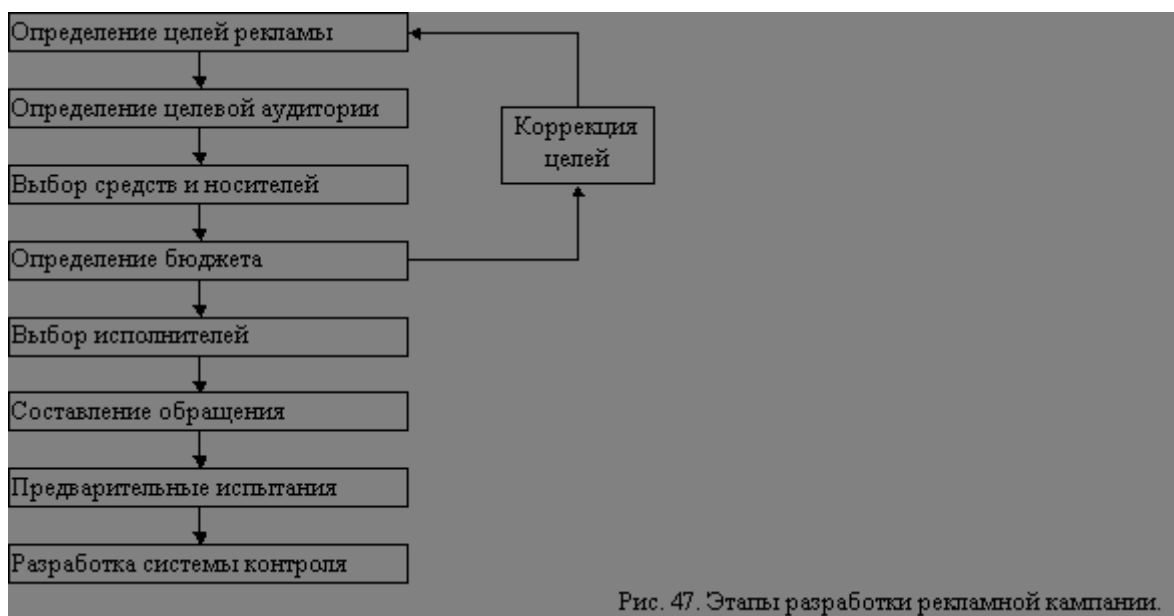 Определение целей рекламы
Определение целевой аудитории
Коррекция
целей
Выбор средств и носителей
Определение бюджета
Выбор исполнителей
Составление обращения
Предварительные испытания
Разработка системы контроля
Рис. 47. Этапы разработки рекламной кампании.